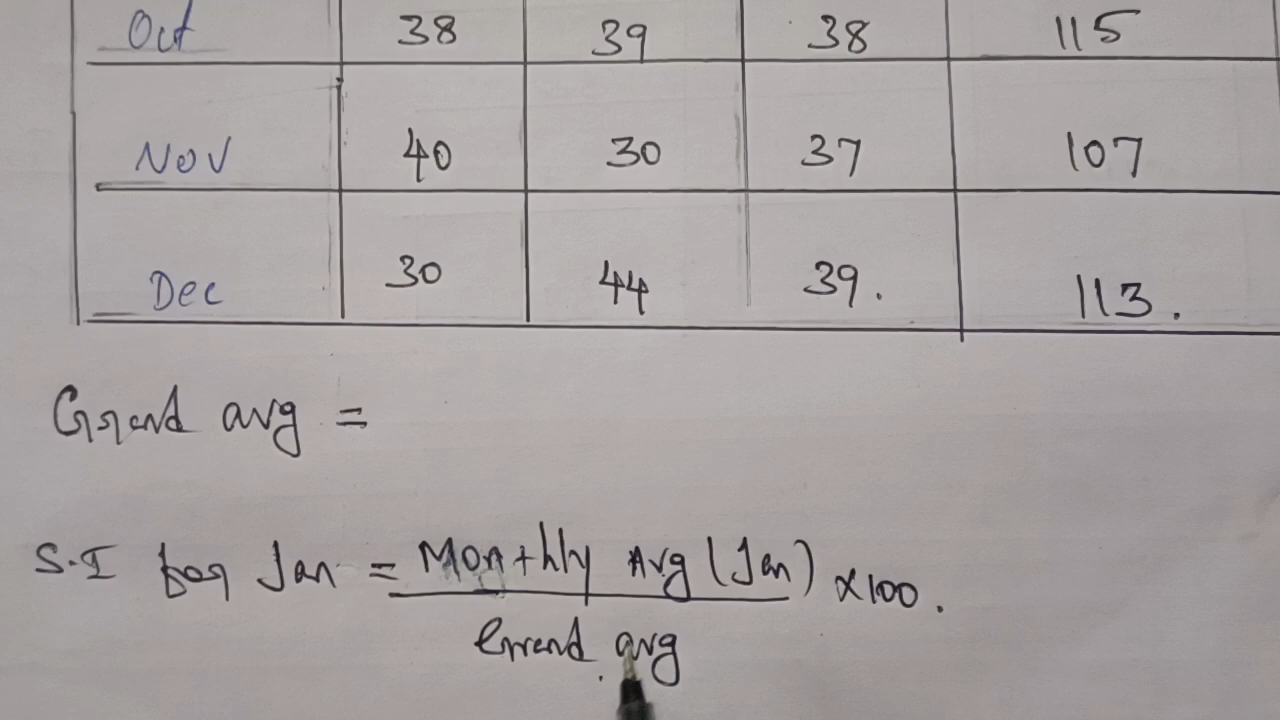 Out 38 39 38 115
Nov 40 30 37 107
Dec 30 44 39. 113.
Grand avg =
S.I for Jan = Monthly Avg (Jan) x100.
Grand avg